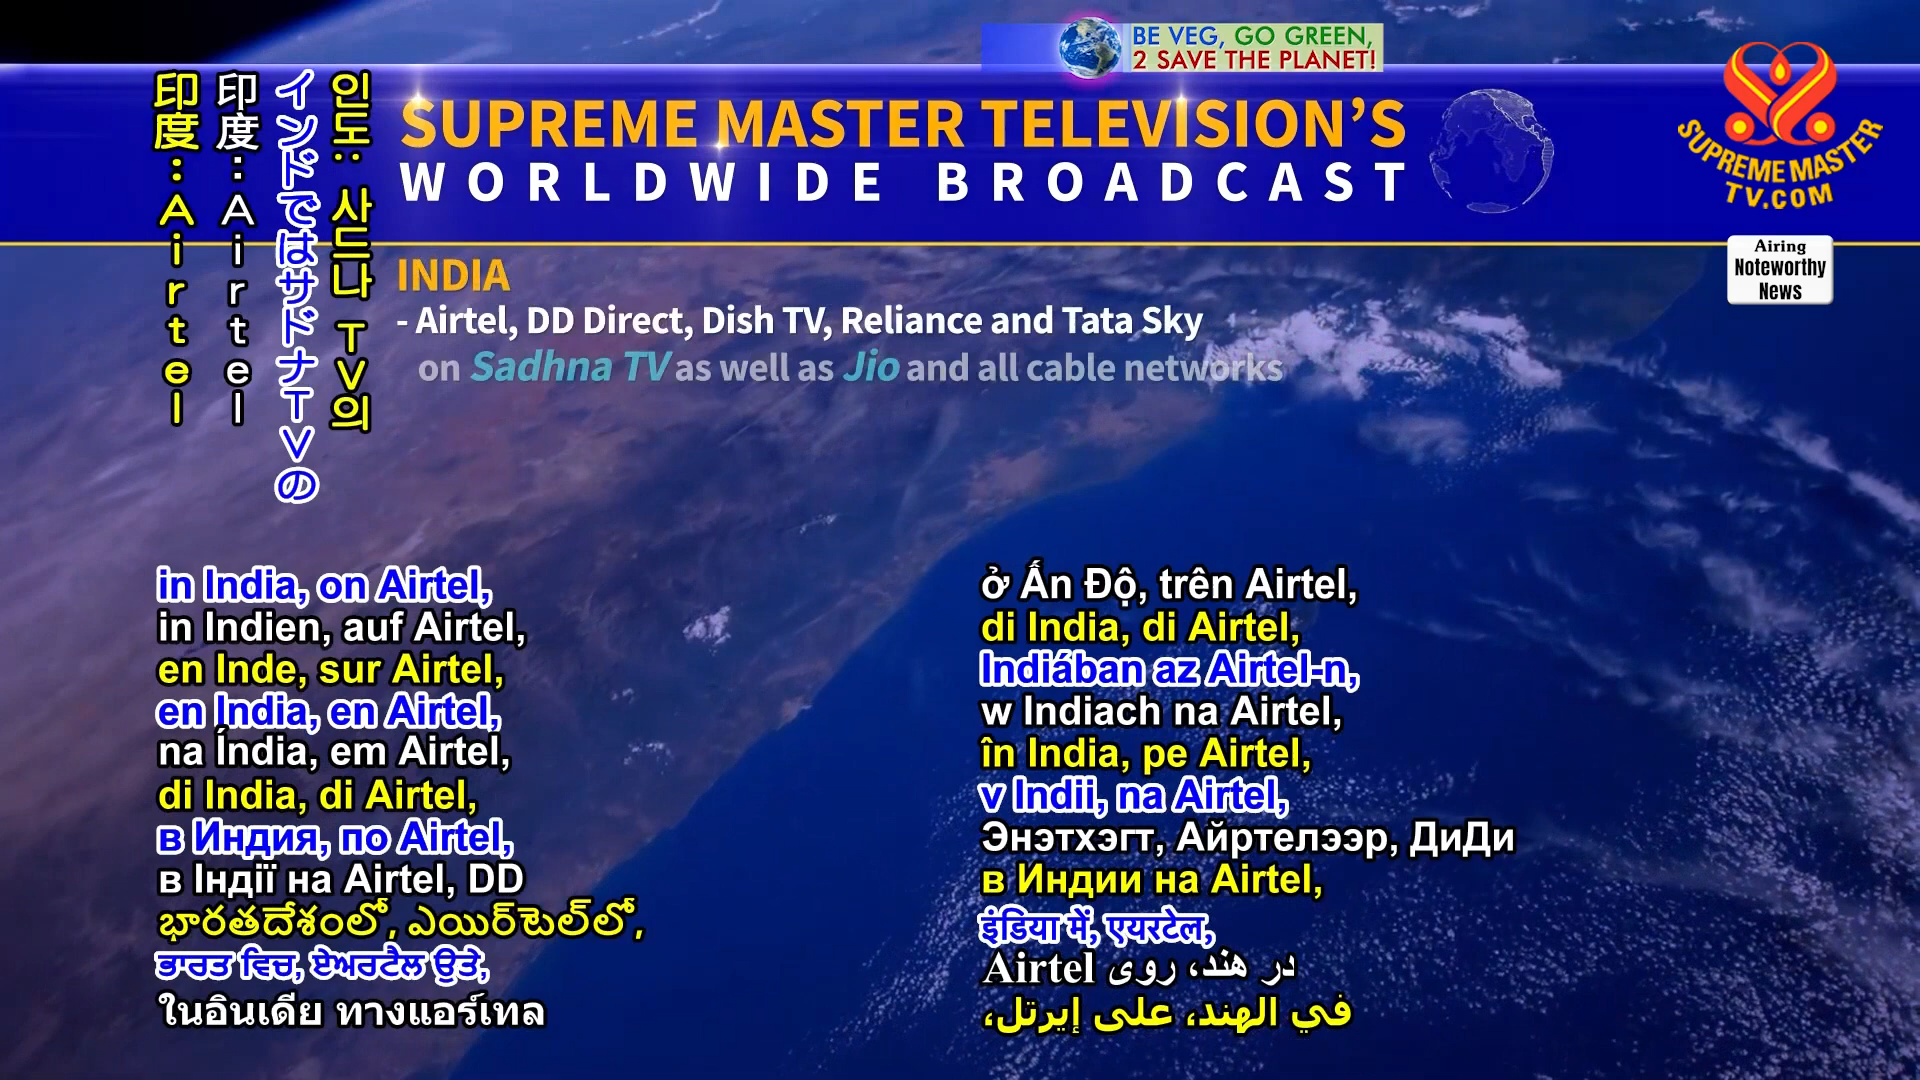 BE VEG, GO GREEN,
2 SAVE THE PLANET!
SUPREME MASTER TELEVISION’S
WORLDWIDE BROADCAST
SUPREME MASTER
TV.COM
Airing
Noteworthy
News
INDIA
- Airtel, DD Direct, Dish TV, Reliance and Tata Sky
on Sadhna TV as well as Jio and all cable networks
인도: 사드나 TV의
インドではサドナTVの
印度：Airtel
印度：Airtel
in India, on Airtel,
in Indien, auf Airtel,
en Inde, sur Airtel,
en India, en Airtel,
na Índia, em Airtel,
di India, di Airtel,
в Индия, по Airtel,
в Індії на Airtel, DD
భారతదేశంలో, ఎయిర్‌టెల్‌లో,
ਭਾਰਤ ਵਿਚ, ਏਅਰਟੈਲ ਉਤੇ,
ในอินเดีย ทางแอร์เทล
ở Ấn Độ, trên Airtel,
di India, di Airtel,
Indiában az Airtel-n,
w Indiach na Airtel,
în India, pe Airtel,
v Indii, na Airtel,
Энэтхэгт, Айртелээр, ДиДи
в Индии на Airtel,
इंडिया में, एयरटेल,
در هند، روی Airtel
في الهند، على إيرتل،